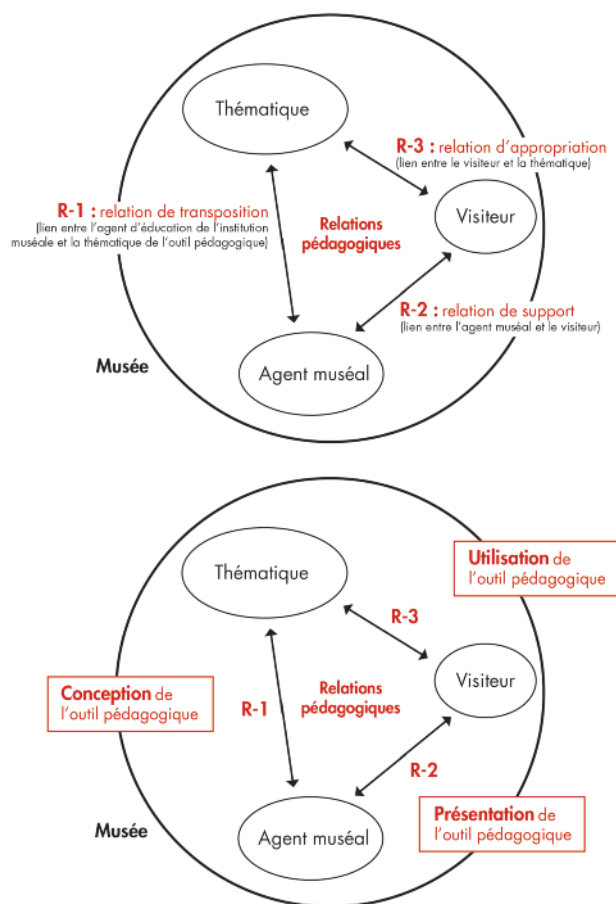 Thématique
R-3 : relation d'appropriation
(lien entre le visiteur et la thématique)
R-1 : relation de transposition
(lien entre l'agent d'éducation de l'institution
muséale et la thématique de l'outil pédagogique)
Relations
pédagogiques
Visiteur
R-2 : relation de support
(lien entre l'agent muséal et le visiteur)
Musée
Agent muséal
Utilisation de
l'outil pédagogique
Thématique
R-3
Conception de
l'outil pédagogique
R-1
Relations
pédagogiques
Visiteur
R-2
Présentation de
l'outil pédagogique
Musée
Agent muséal